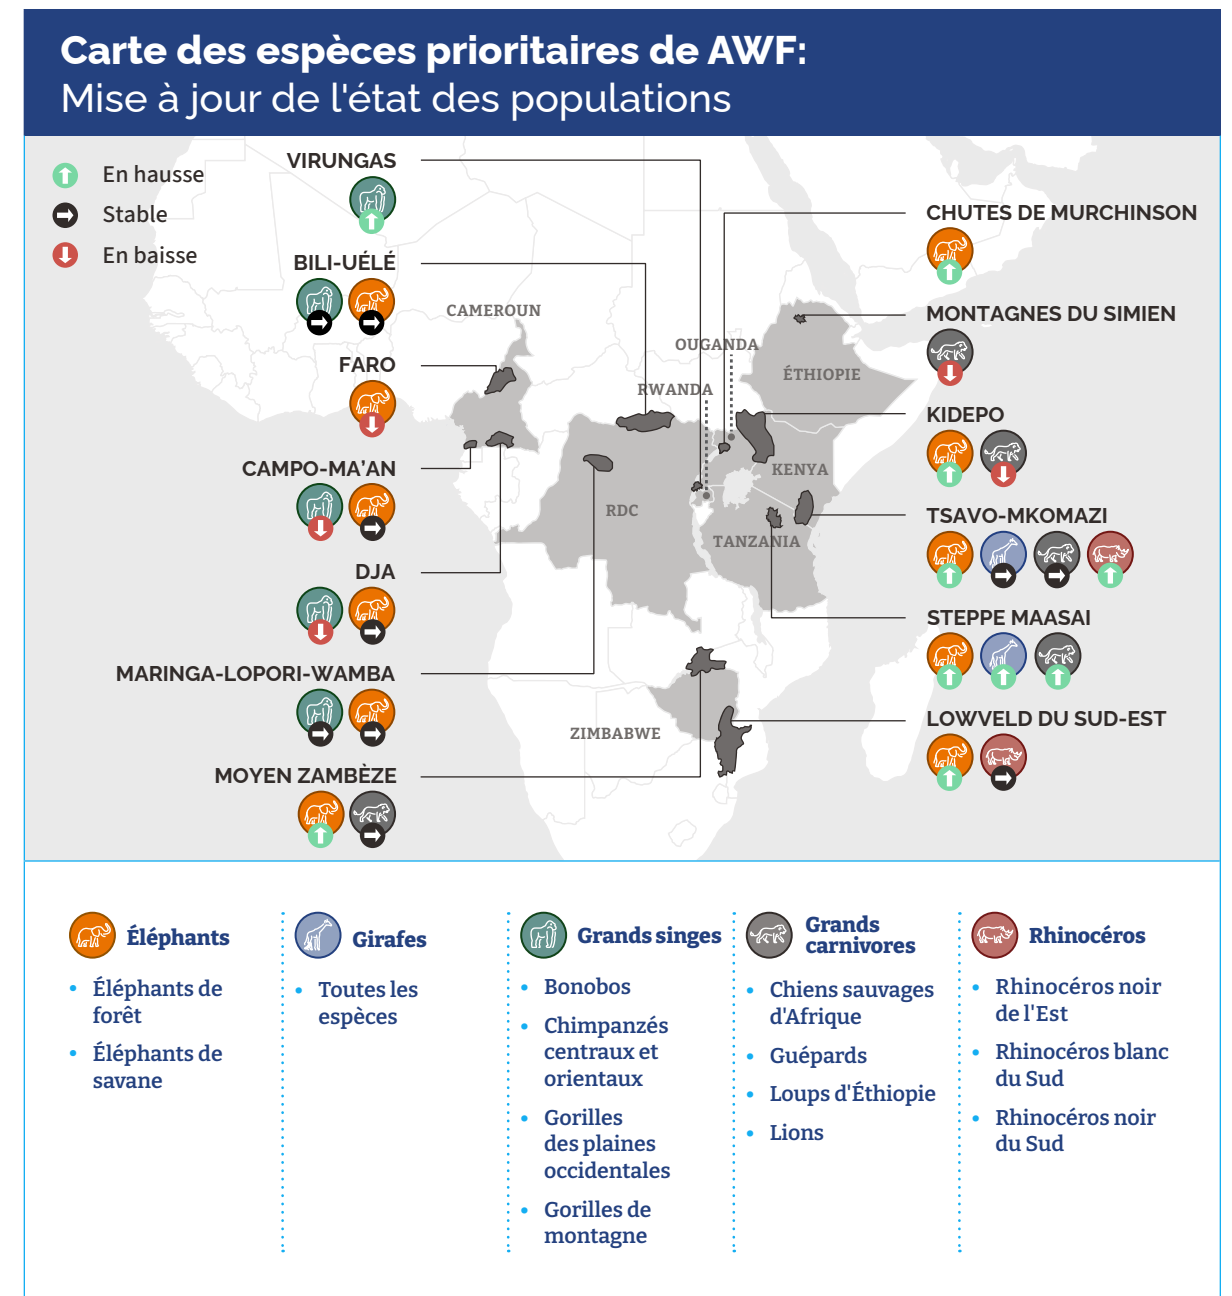 Carte des espèces prioritaires de AWF:
Mise à jour de l'état des populations
En hausse
Stable
En baisse
VIRUNGAS
BILI-UÉLÉ
FARO
CAMPO-MA'AN
DJA
MARINGA-LOPORI-WAMBA
MOYEN ZAMBÈZE
CAMEROUN
OUGANDA
RWANDA
ÉTHIOPIE
KENYA
RDC
TANZANIA
ZIMBABWE
CHUTES DE MURCHINSON
MONTAGNES DU SIMIEN
KIDEPO
TSAVO-MKOMAZI
STEPPE MAASAI
LOWVELD DU SUD-EST
Éléphants
• Éléphants de
forêt
• Éléphants de
savane
Girafes
• Toutes les
espèces
Grands singes
• Bonobos
• Chimpanzés
centraux et
orientaux
• Gorilles
des plaines
occidentales
• Gorilles de
montagne
Grands
carnivores
• Chiens sauvages
d'Afrique
• Guépards
• Loups d'Éthiopie
• Lions
Rhinocéros
• Rhinocéros noir
de l'Est
• Rhinocéros blanc
du Sud
• Rhinocéros noir
du Sud